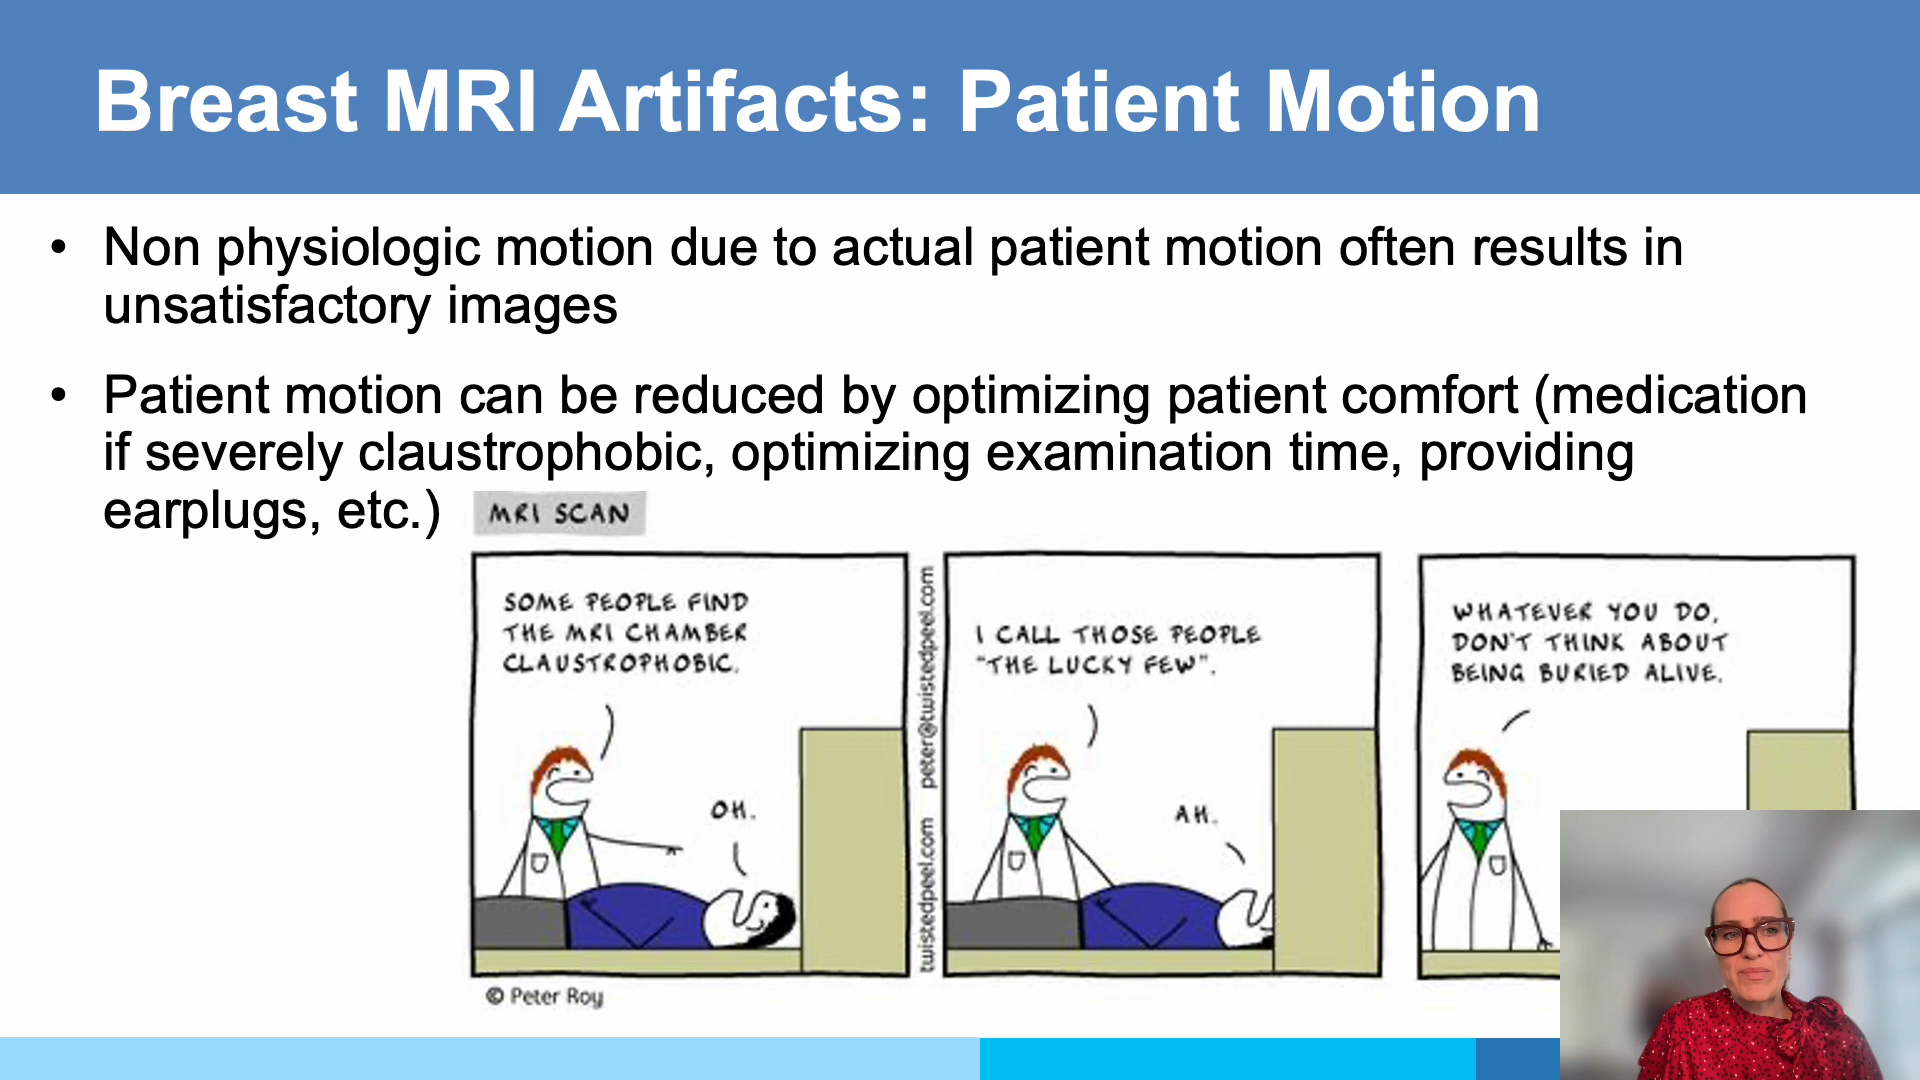 Breast MRI Artifacts: Patient Motion
• Non physiologic motion due to actual patient motion often results in
unsatisfactory images
• Patient motion can be reduced by optimizing patient comfort (medication
if severely claustrophobic, optimizing examination time, providing
earplugs, etc.)
MRI SCAN
SOME PEOPLE FIND
THE MRI CHAMBER
CLAUSTROPHOBIC.
OH.
twistedpeel.com peter@twistedpeel.com
I CALL THOSE PEOPLE
"THE LUCKY FEW".
AH.
WHATEVER YOU DO,
DON'T THINK ABOUT
BEING BURIED ALIVE.
© Peter Roy